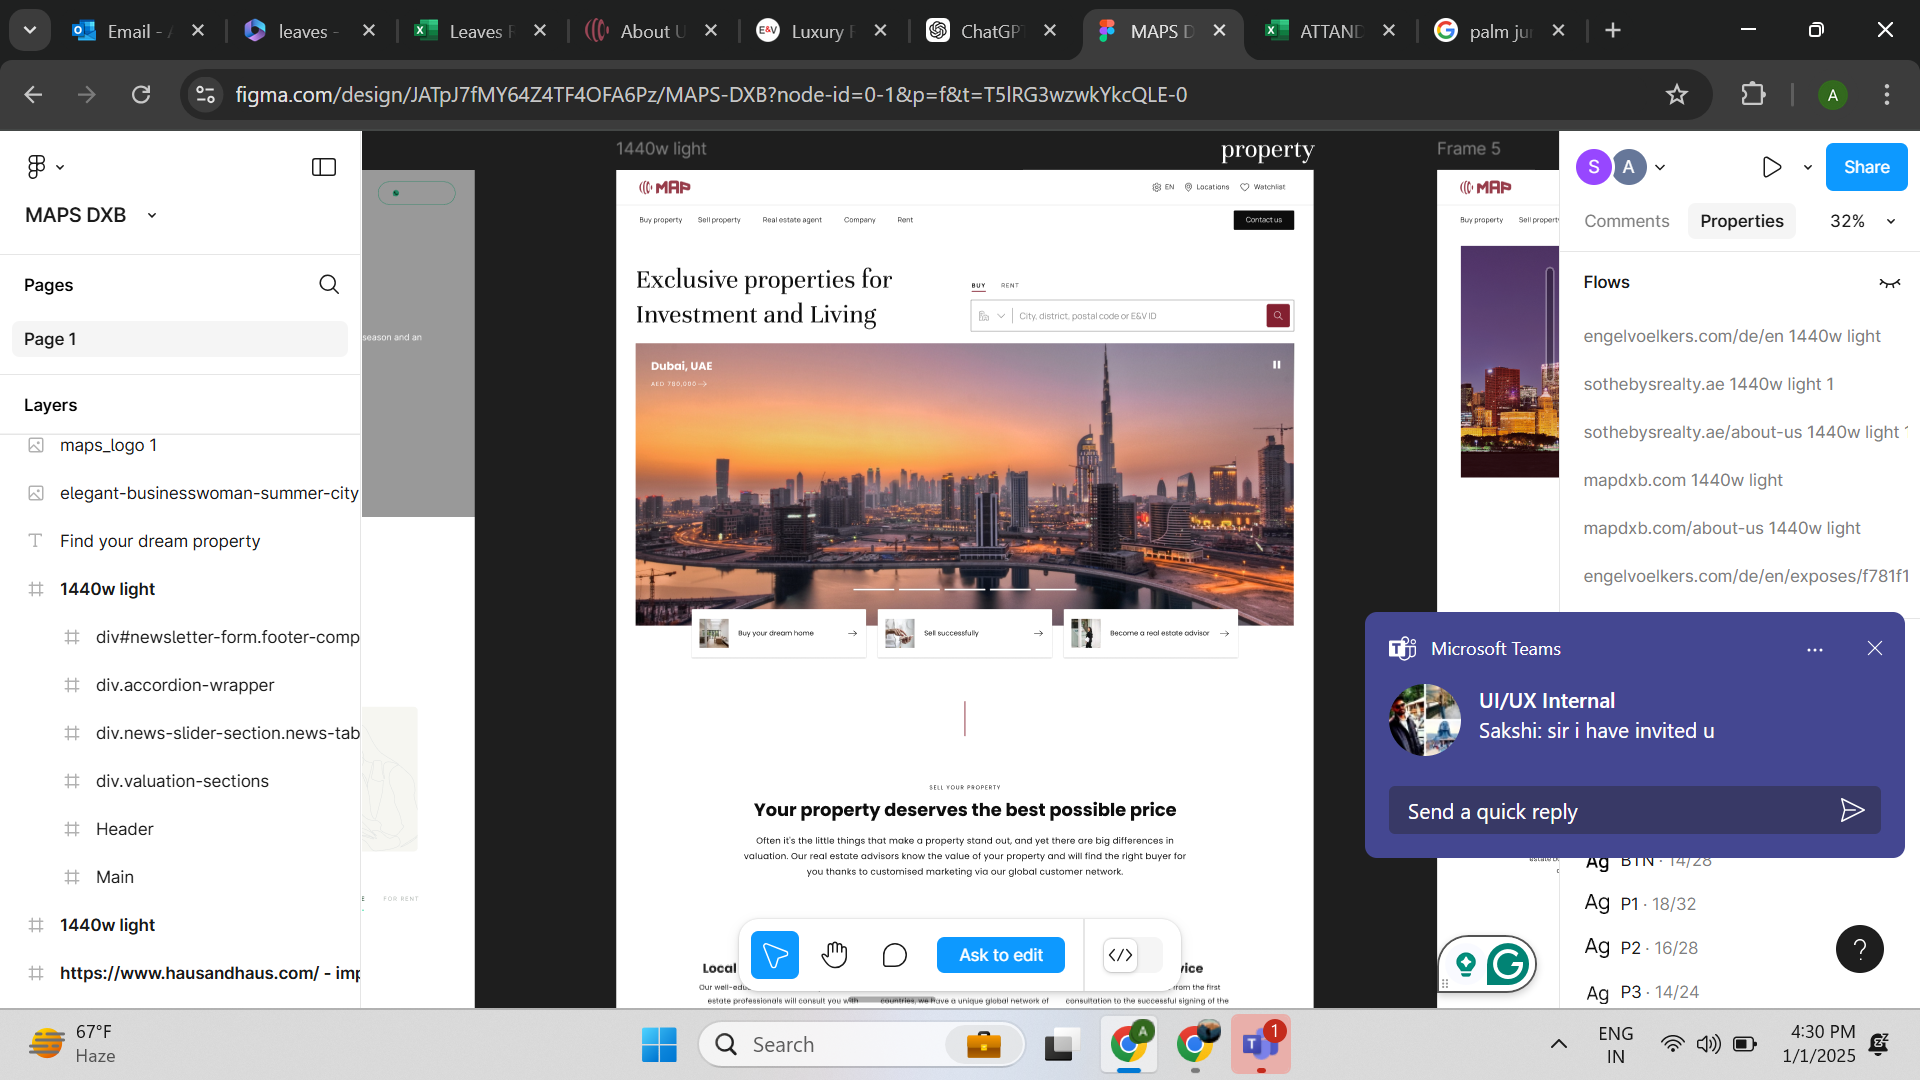 Email - A
leaves -
Leaves R
About U
Luxury F
ChatGPT
MAPS D
ATTAND
palm jun
figma.com/design/JATpJ7fMY64Z4TF4OFA6Pz/MAPS-DXB?node-id=0-1&p=f&t=T5lRG3wzwkYkcQLE-0
A
MAPS DXB
Pages
Page 1
Layers
maps_logo 1
elegant-businesswoman-summer-city
Find your dream property
1440w light
div#newsletter-form.footer-comp
div.accordion-wrapper
div.news-slider-section.news-tab
div.valuation-sections
Header
Main
1440w light
https://www.hausandhaus.com/ - imp
season and an
FOR RENT
1440w light
property
MAP
EN
Locations
Watchlist
Buy property
Sell property
Real estate agent
Company
Rent
Contact us
Exclusive properties for
Investment and Living
BUY
RENT
City, district, postal code or E&V ID
Dubai, UAE
AED 700,000
Buy your dream home
Sell successfully
Become a real estate advisor
SELL YOUR PROPERTY
Your property deserves the best possible price
Often it's the little things that make a property stand out, and yet there are big differences in
valuation. Our real estate advisors know the value of your property and will find the right buyer for
you thanks to customised marketing via our global customer network.
Local
vice
estate professionals will consult you with
countries, we have a unique global network of
consultation to the successful signing of the
from the first
Ask to edit
Frame 5
MAP
Buy property
Sell property
S
A
Share
Comments
Properties
32%
Flows
engelvoelkers.com/de/en 1440w light
sothebysrealty.ae 1440w light 1
sothebysrealty.ae/about-us 1440w light 1
mapdxb.com 1440w light
mapdxb.com/about-us 1440w light
engelvoelkers.com/de/en/exposes/f781f1
Microsoft Teams
UI/UX Internal
Sakshi: sir i have invited u
Send a quick reply
Ag BTN · 14/28
Ag P1 · 18/32
Ag P2 · 16/28
Ag P3 · 14/24
?
67°F
Haze
Search
A
1
ENG
IN
4:30 PM
1/1/2025